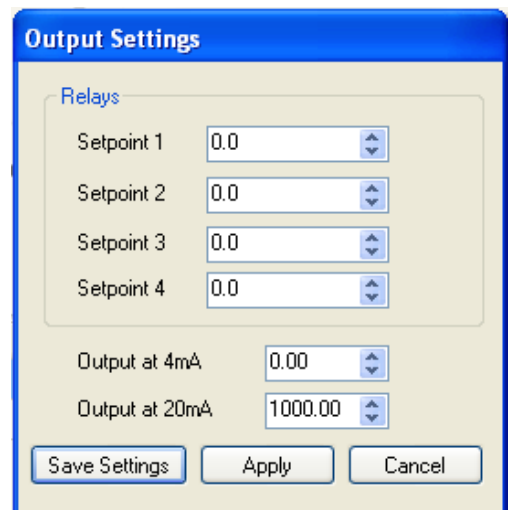 Output Settings
Relays
Setpoint 1 0.0
Setpoint 2 0.0
Setpoint 3 0.0
Setpoint 4 0.0
Output at 4mA 0.00
Output at 20mA 1000.00
Save Settings Apply Cancel